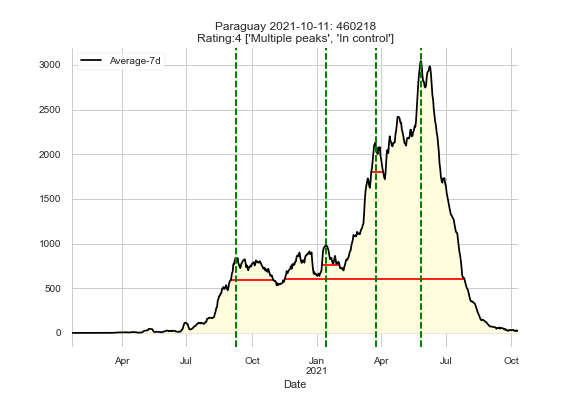 Paraguay 2021-10-11: 460218
Rating:4 ['Multiple peaks', 'In control']
Average-7d
3000
2500
2000
1500
1000
500
0
Apr Jul Oct Jan Apr Jul Oct
2021
Date